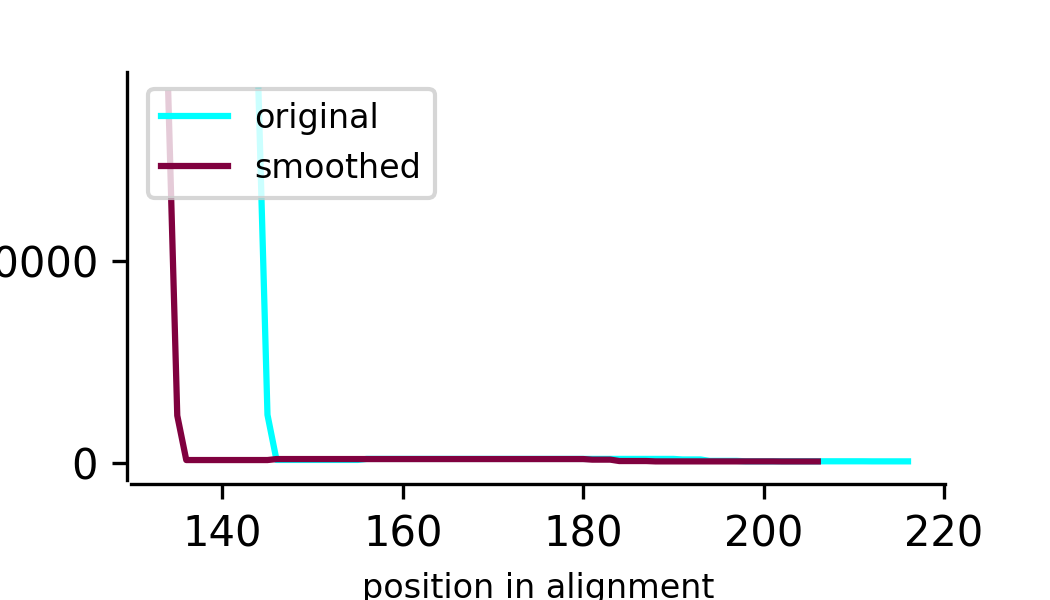 original
smoothed
0000
0
140 160 180 200 220
position in alignment